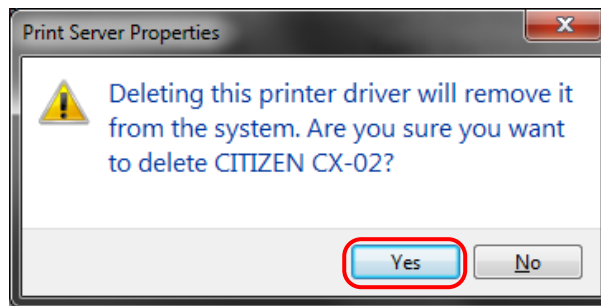 Print Server Properties
Deleting this printer driver will remove it
from the system. Are you sure you want
to delete CITIZEN CX-02?
Yes
No